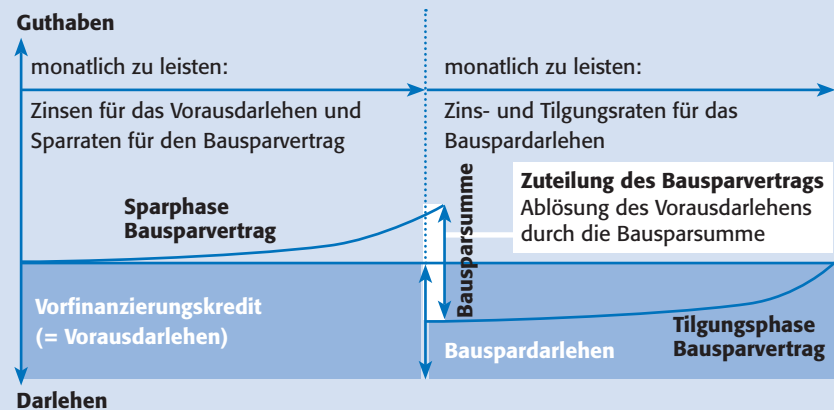 Guthaben
monatlich zu leisten:
Zinsen für das Vorausdarlehen und
Sparraten für den Bausparvertrag
monatlich zu leisten:
Zins- und Tilgungsraten für das
Bauspardarlehen
Sparphase
Bausparvertrag
Bausparsumme
Zuteilung des Bausparvertrags
Ablösung des Vorausdarlehens
durch die Bausparsumme
Vorfinanzierungskredit
(= Vorausdarlehen)
Bauspardarlehen
Tilgungsphase
Bausparvertrag
Darlehen